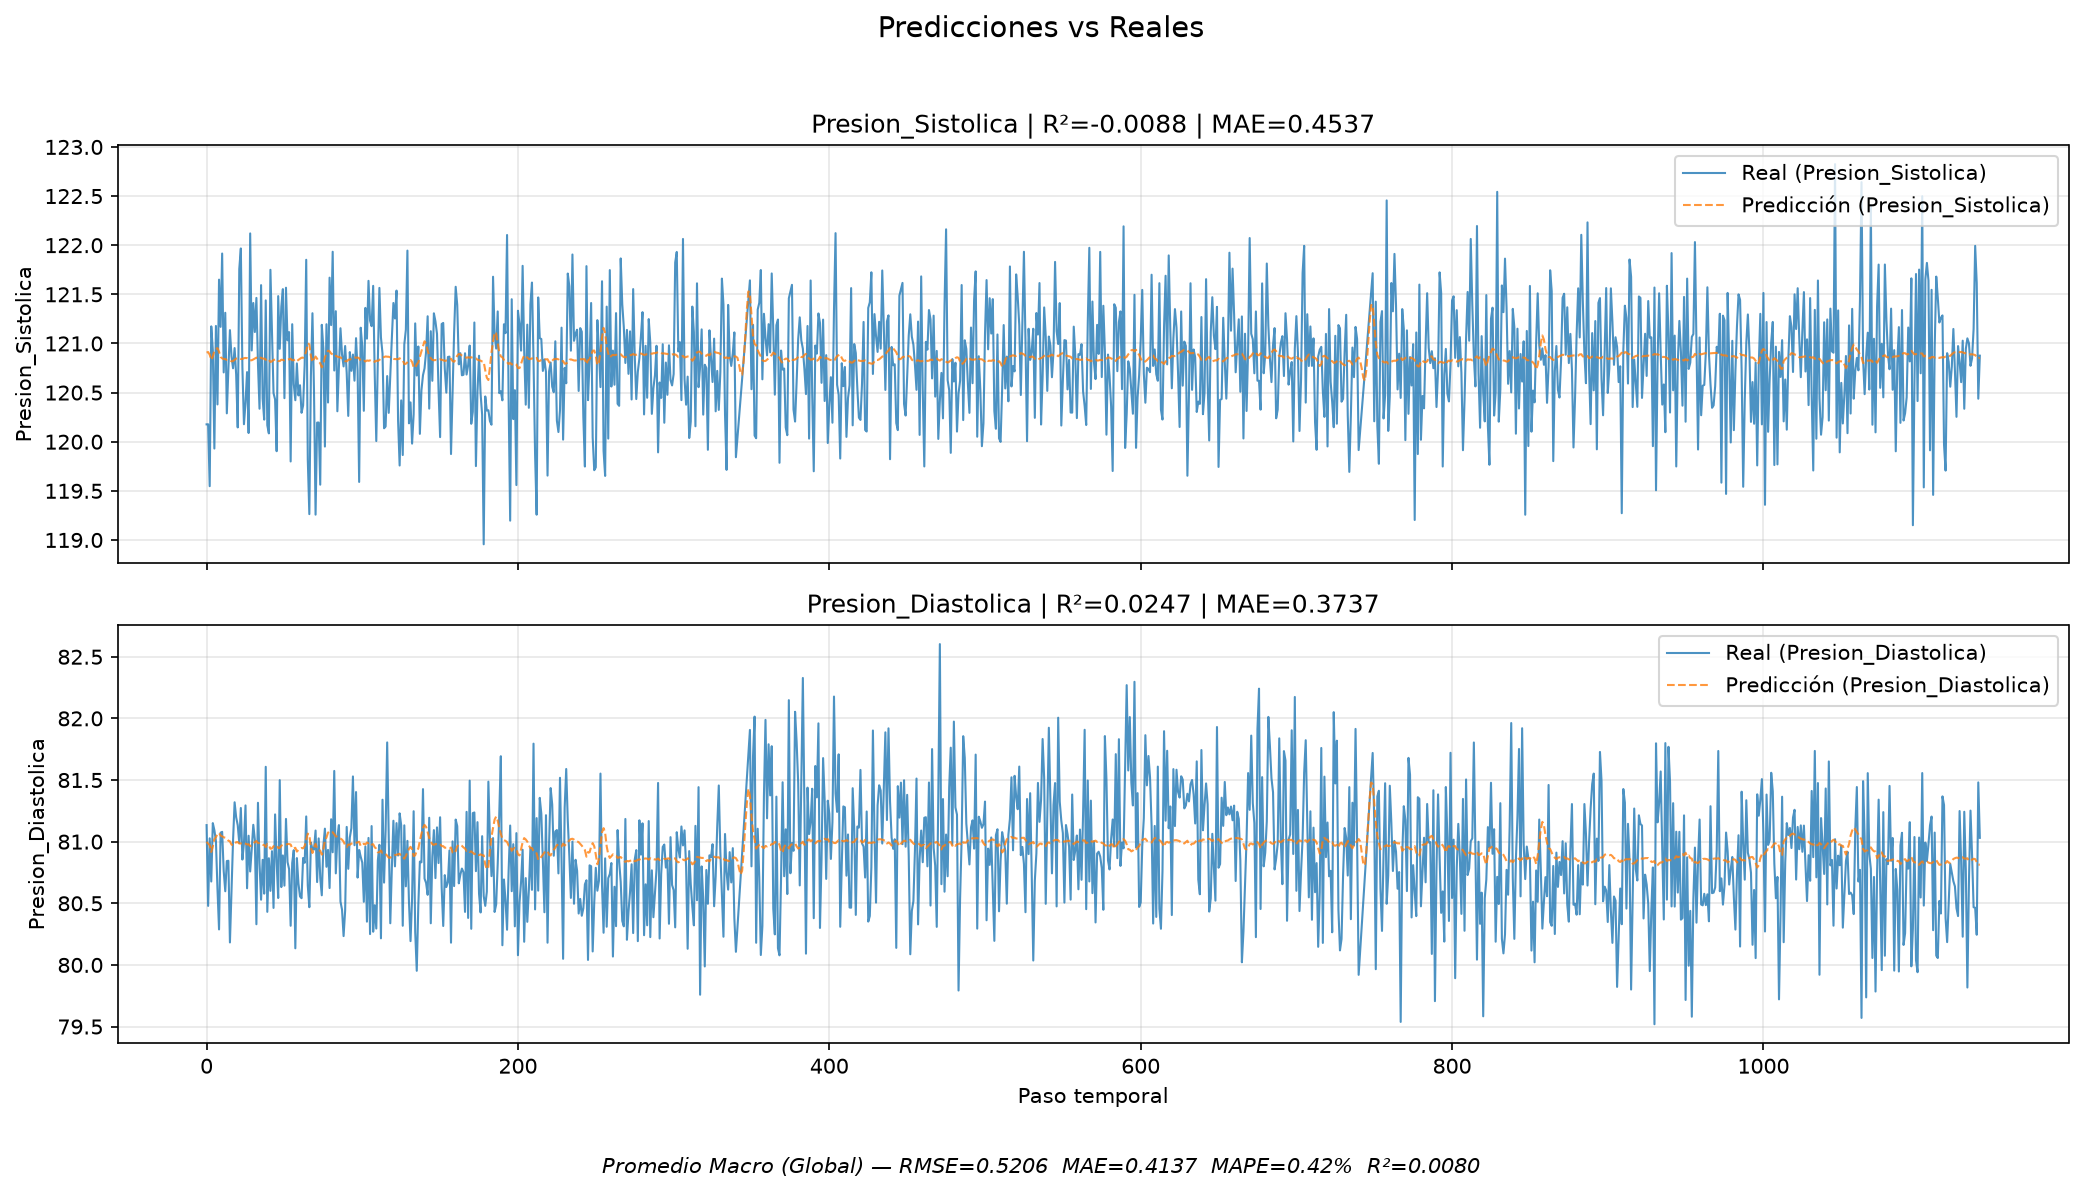 Predicciones vs Reales
Presion_Sistolica | R²=-0.0088 | MAE=0.4537
123.0
122.5
122.0
121.5
121.0
120.5
120.0
119.5
119.0
Presion_Sistolica
Real (Presion_Sistolica)
Predicción (Presion_Sistolica)
Presion_Diastolica | R²=0.0247 | MAE=0.3737
82.5
82.0
81.5
81.0
80.5
80.0
79.5
Presion_Diastolica
Real (Presion_Diastolica)
Predicción (Presion_Diastolica)
0 200 400 600 800 1000
Paso temporal
Promedio Macro (Global) — RMSE=0.5206 MAE=0.4137 MAPE=0.42% R²=0.0080